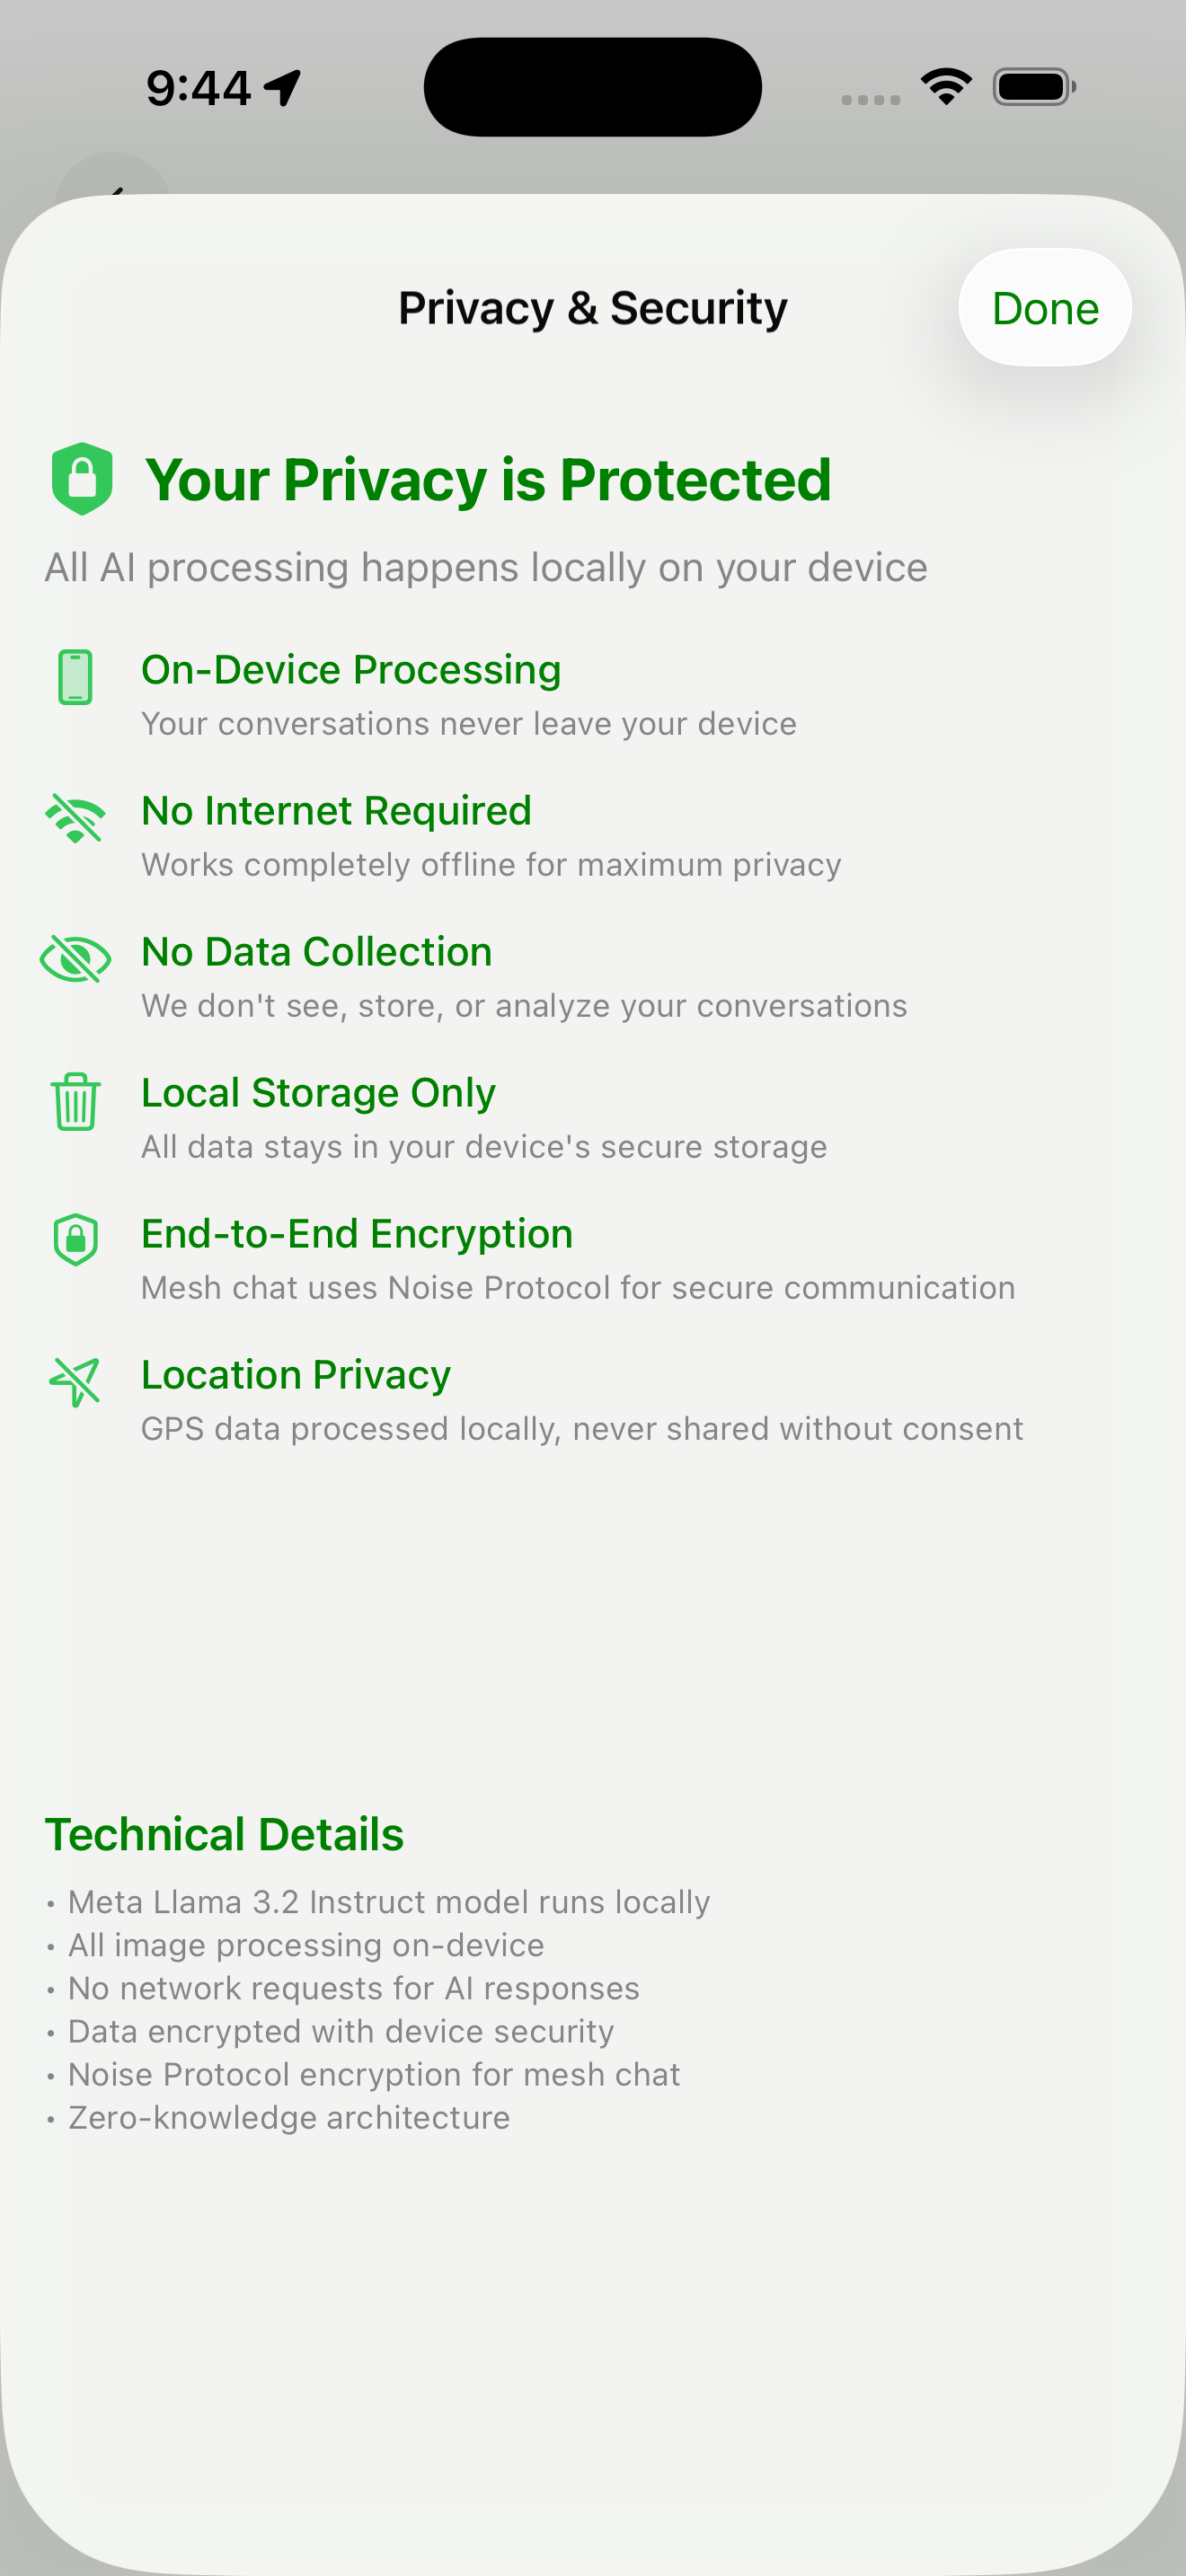 9:44
Privacy & Security
Done
Your Privacy is Protected
All AI processing happens locally on your device
On-Device Processing
Your conversations never leave your device
No Internet Required
Works completely offline for maximum privacy
No Data Collection
We don't see, store, or analyze your conversations
Local Storage Only
All data stays in your device's secure storage
End-to-End Encryption
Mesh chat uses Noise Protocol for secure communication
Location Privacy
GPS data processed locally, never shared without consent
Technical Details
• Meta Llama 3.2 Instruct model runs locally
• All image processing on-device
• No network requests for AI responses
• Data encrypted with device security
• Noise Protocol encryption for mesh chat
• Zero-knowledge architecture